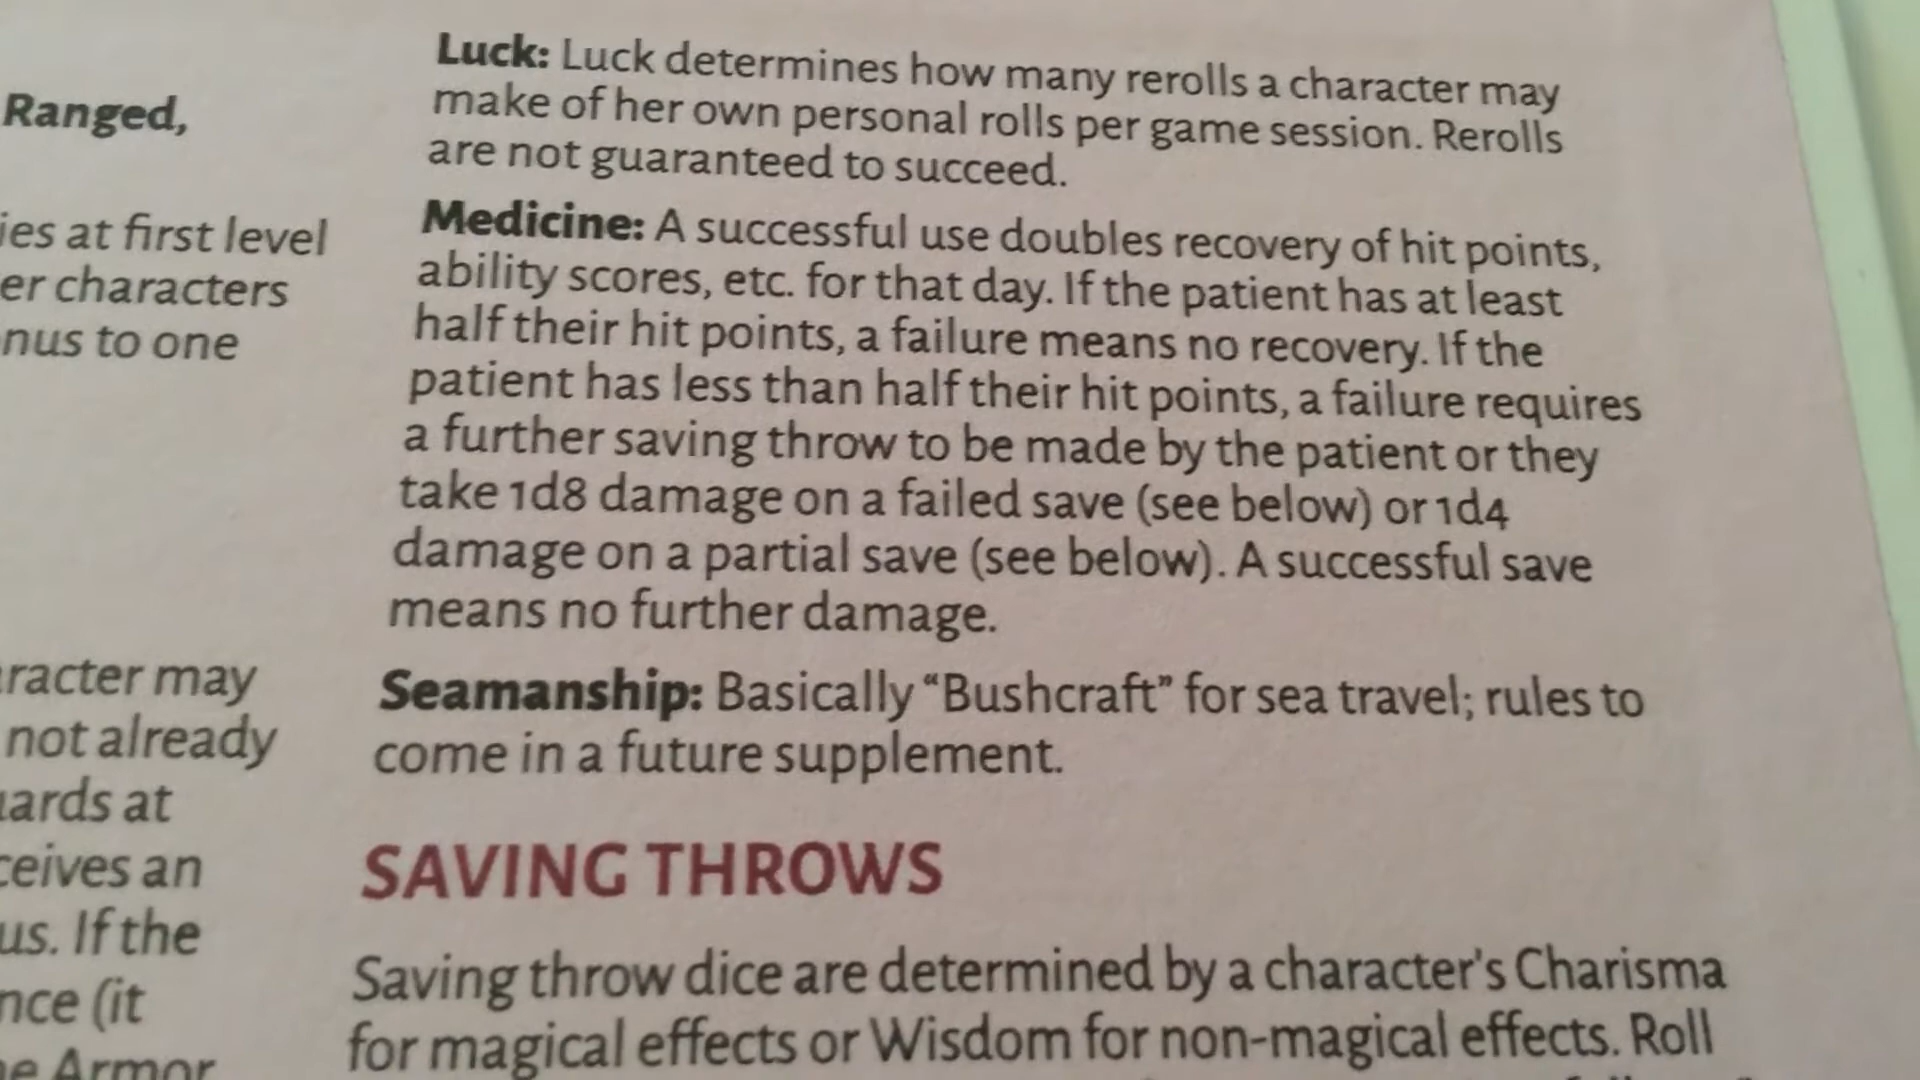 Ranged,
ies at first level
er characters
nus to one
racter may
not already
ards at
ceives an
us. If the
nce (it
e Armor
Luck: Luck determines how many rerolls a character may
make of her own personal rolls per game session. Rerolls
are not guaranteed to succeed.
Medicine: A successful use doubles recovery of hit points,
ability scores, etc. for that day. If the patient has at least
half their hit points, a failure means no recovery. If the
patient has less than half their hit points, a failure requires
a further saving throw to be made by the patient or they
take 1d8 damage on a failed save (see below) or 1d4
damage on a partial save (see below). A successful save
means no further damage.
Seamanship: Basically “Bushcraft” for sea travel; rules to
come in a future supplement.
SAVING THROWS
Saving throw dice are determined by a character's Charisma
for magical effects or Wisdom for non-magical effects. Roll